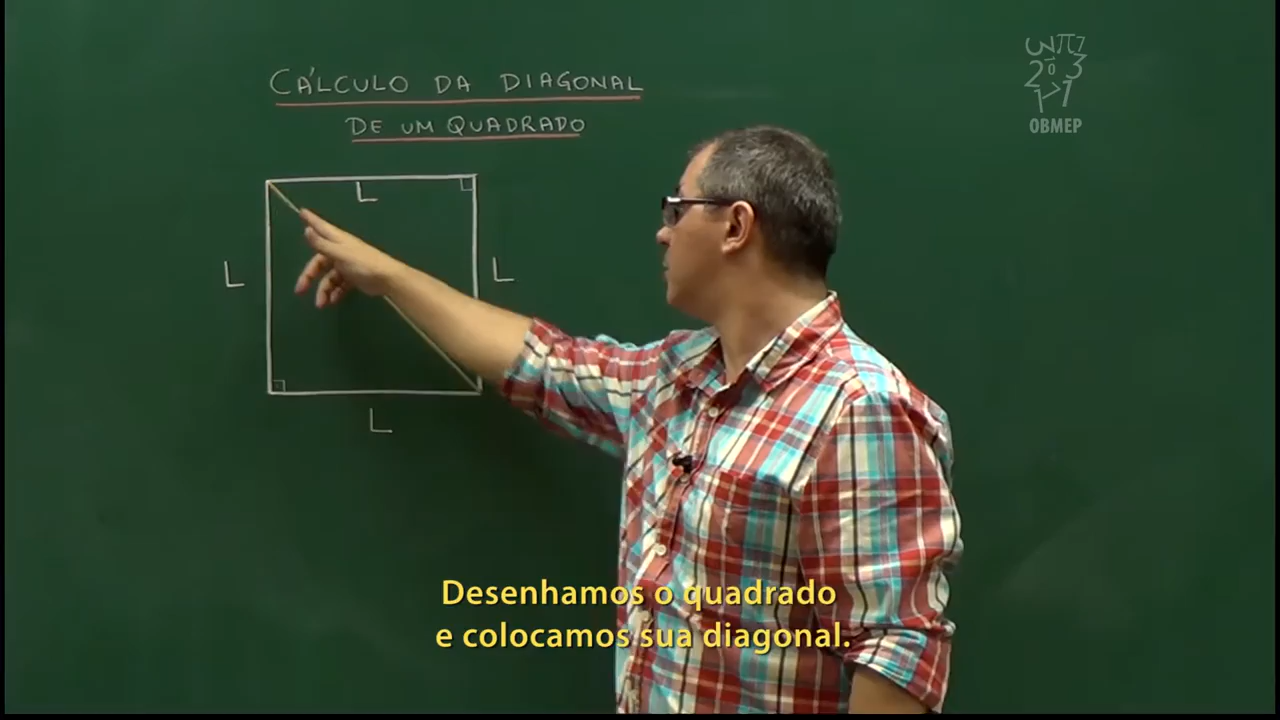 CÁLCULO DA DIAGONAL
DE UM QUADRADO
L
L
L
L
OBMEP
Desenhamos o quadrado
e colocamos sua diagonal.